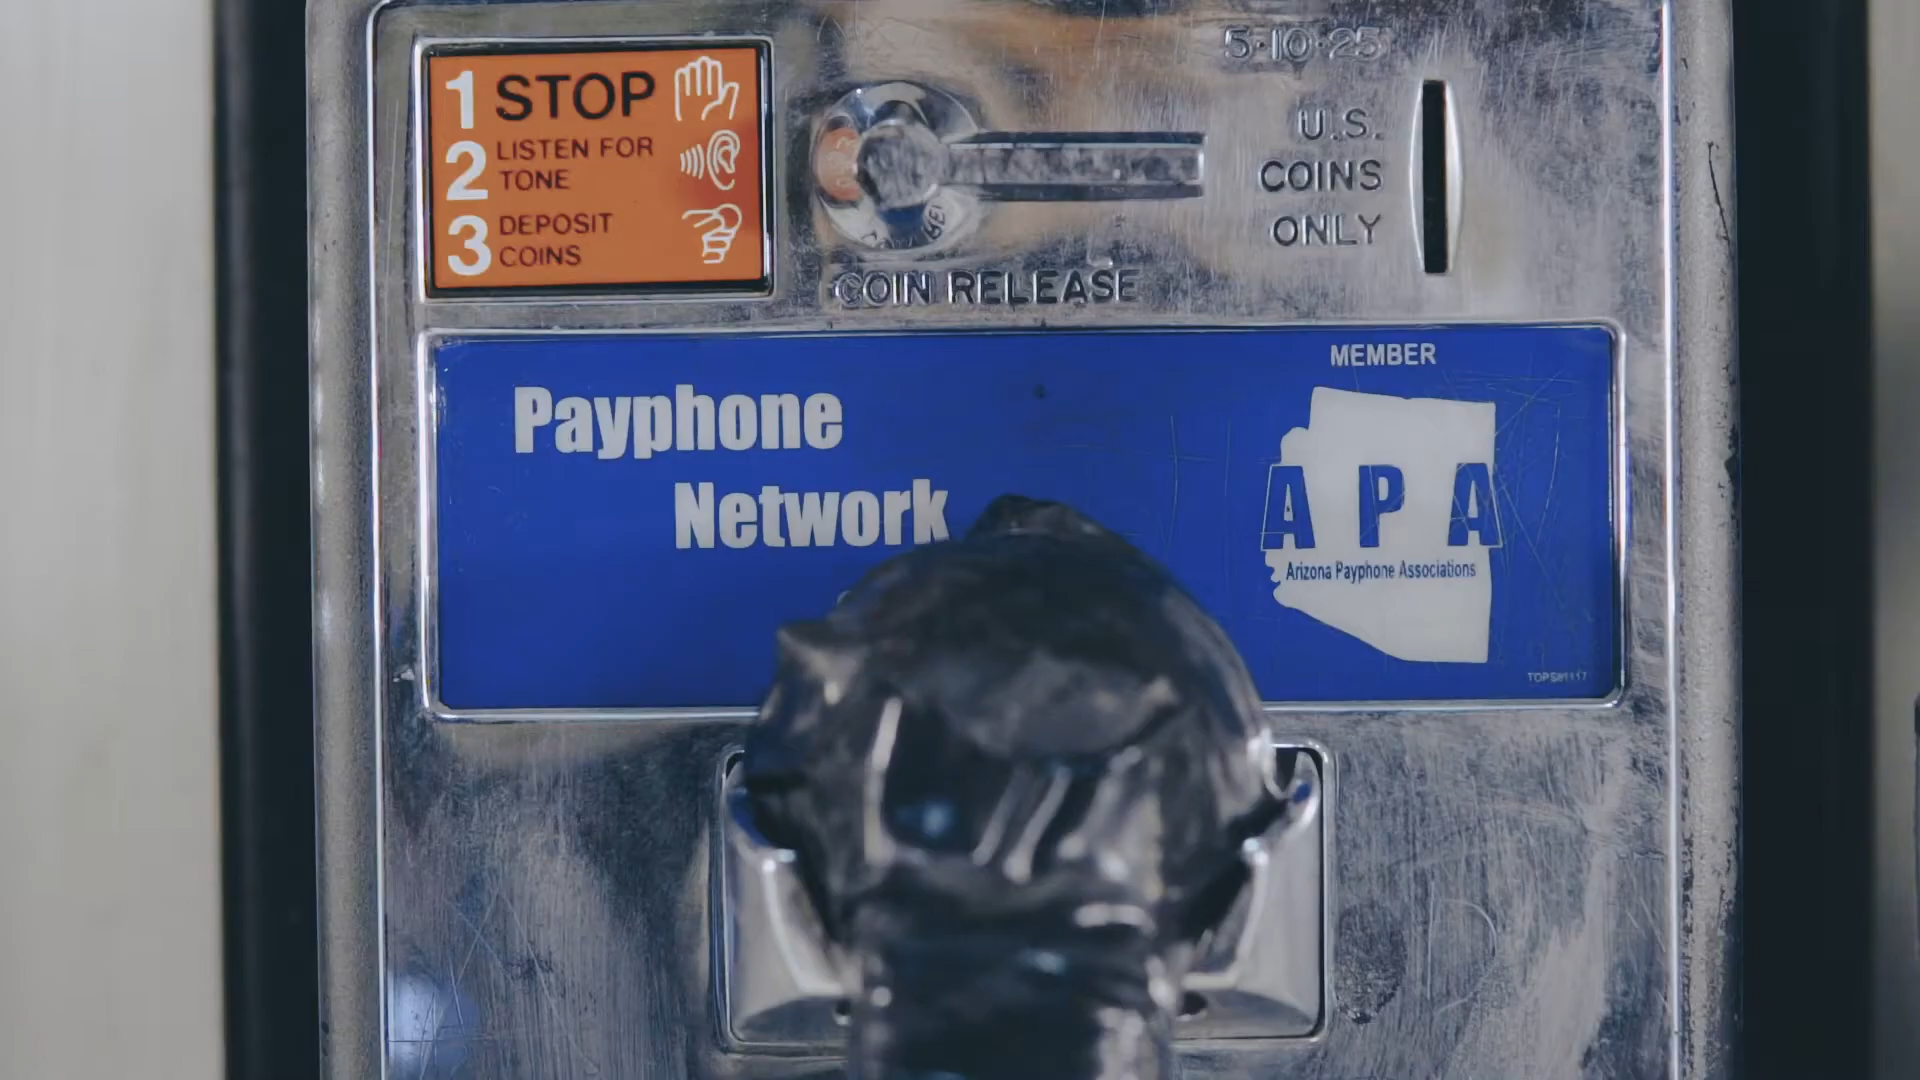 1 STOP
2 LISTEN FOR
TONE
3 DEPOSIT
COINS
COIN RELEASE
5·10·25
U.S.
COINS
ONLY
Payphone
Network
MEMBER
A P A
Arizona Payphone Associations